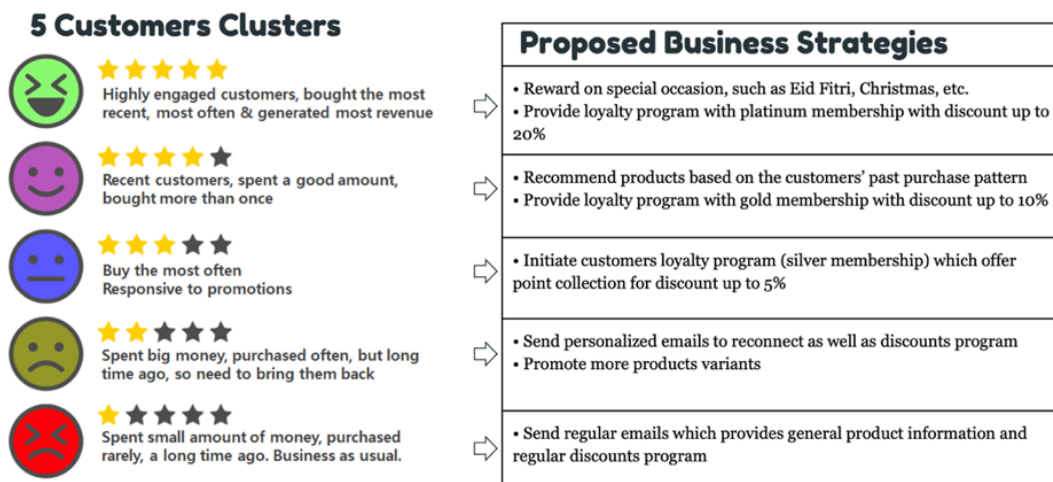 5 Customers Clusters
Highly engaged customers, bought the most
recent, most often & generated most revenue
Recent customers, spent a good amount,
bought more than once
Buy the most often
Responsive to promotions
Spent big money, purchased often, but long
time ago, so need to bring them back
Spent small amount of money, purchased
rarely, a long time ago. Business as usual.
Proposed Business Strategies
• Reward on special occasion, such as Eid Fitri, Christmas, etc.
• Provide loyalty program with platinum membership with discount up to
20%
• Recommend products based on the customers’ past purchase pattern
• Provide loyalty program with gold membership with discount up to 10%
• Initiate customers loyalty program (silver membership) which offer
point collection for discount up to 5%
• Send personalized emails to reconnect as well as discounts program
• Promote more products variants
• Send regular emails which provides general product information and
regular discounts program